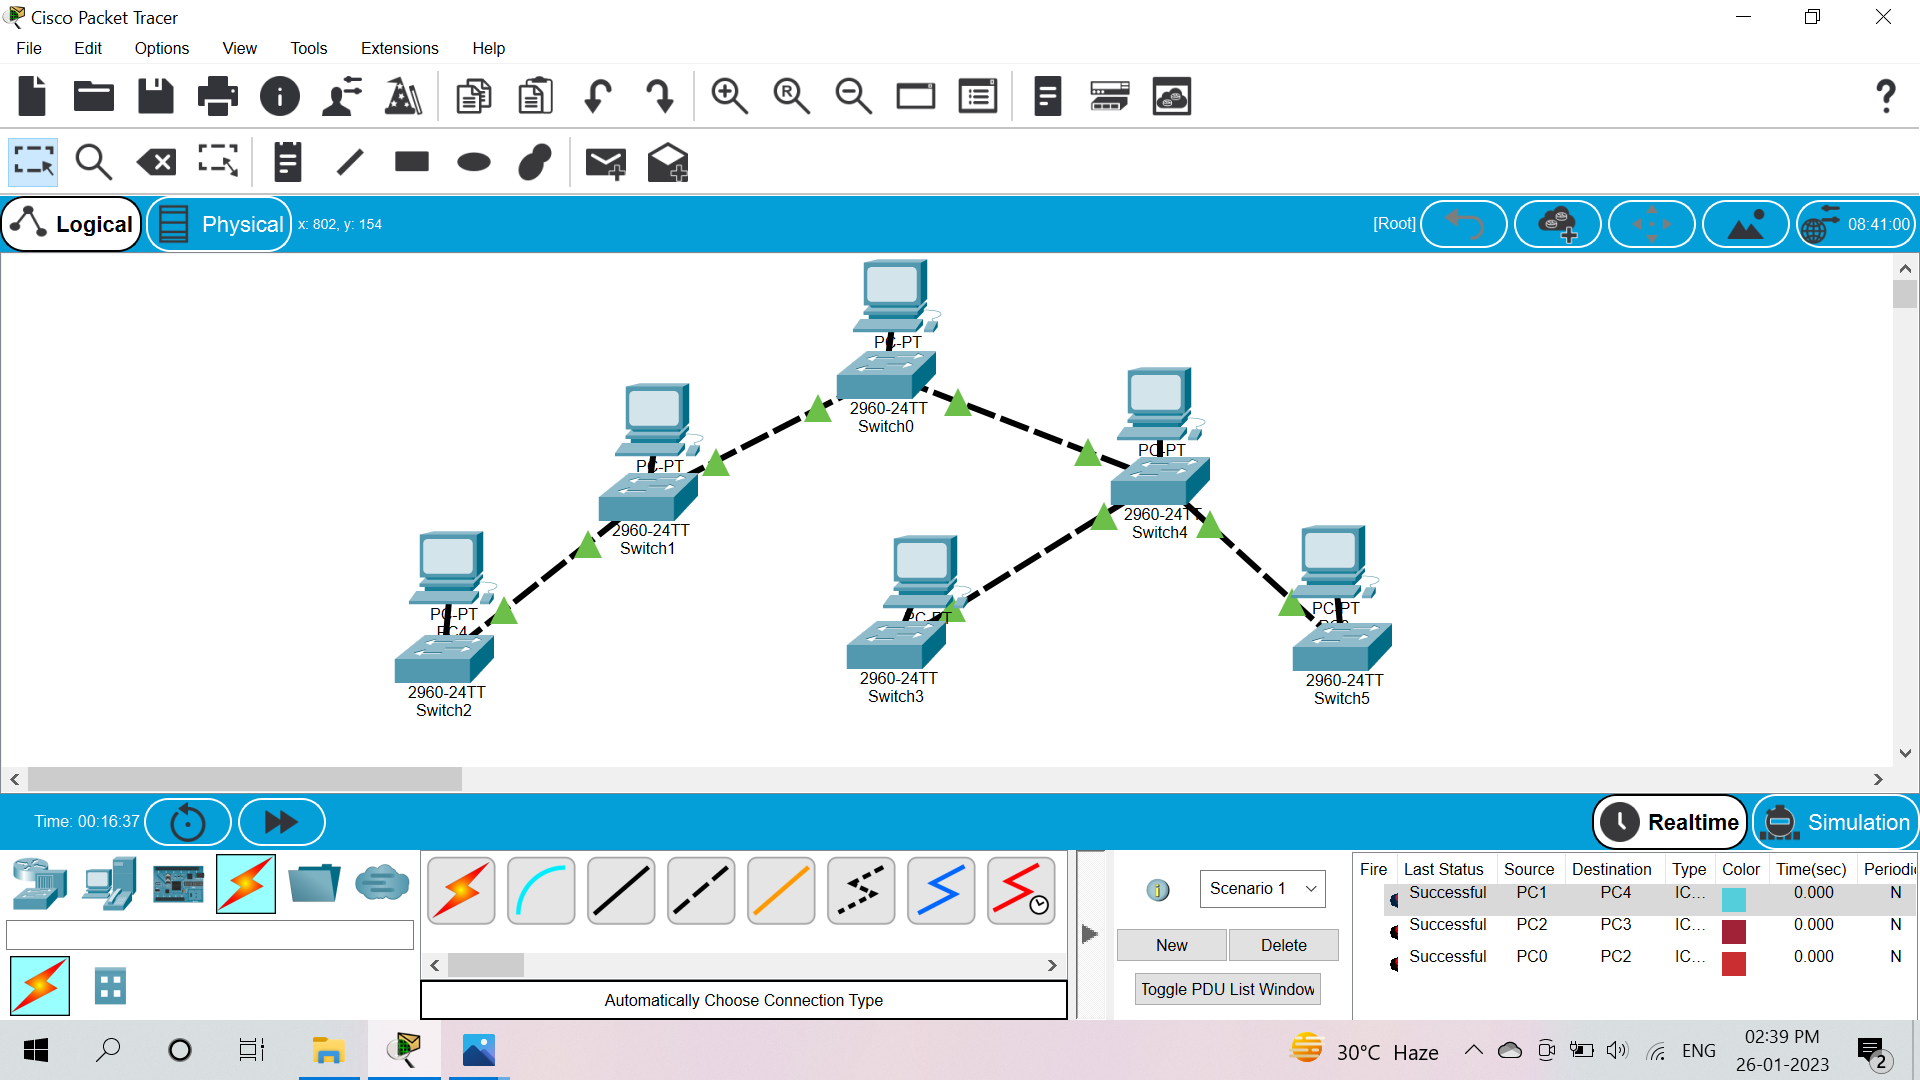 Cisco Packet Tracer
File Edit Options View Tools Extensions Help
Logical Physical x: 802, y: 154 [Root] 08:41:00
PC-PT
2960-24TT
Switch0
PC-PT
2960-24TT
Switch1
PC-PT
2960-24TT
Switch4
PC-PT
PC4
2960-24TT
Switch2
PC-PT
2960-24TT
Switch3
PC-PT
2960-24TT
Switch5
Time: 00:16:37 Realtime Simulation
Scenario 1
New Delete
Toggle PDU List Window
Automatically Choose Connection Type
Fire Last Status Source Destination Type Color Time(sec) Periodic
Successful PC1 PC4 IC... 0.000 N
Successful PC2 PC3 IC... 0.000 N
Successful PC0 PC2 IC... 0.000 N
30°C Haze ENG 02:39 PM
26-01-2023
2